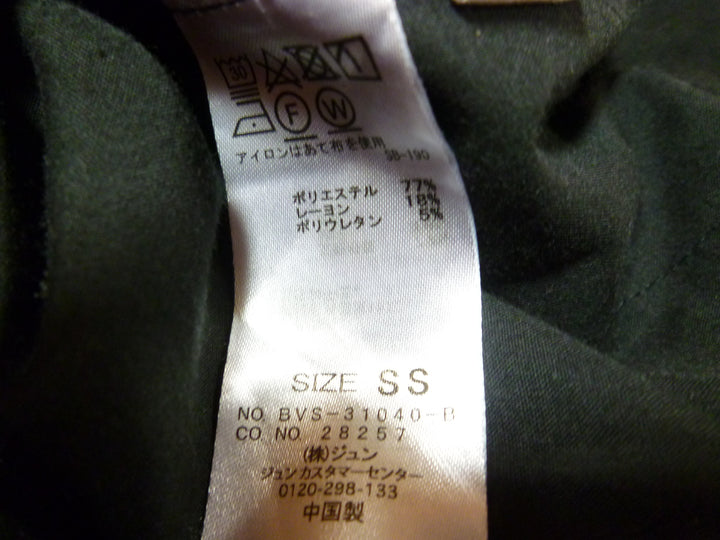 30
F W
アイロンはあて布を使用 SB-190
ポリエステル 77%
レーヨン 18%
ポリウレタン 5%
SIZE SS
NO. BVS-31040-B
CO. NO. 28257
(株)ジュン
ジュンカスタマーセンター
0120-298-133
中国製